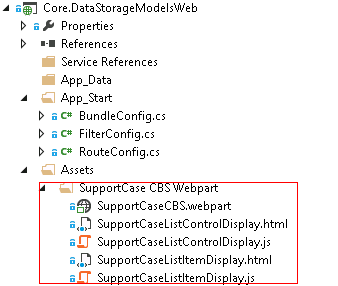 Core.DataStorageModelsWeb
Properties
References
Service References
App_Data
App_Start
BundleConfig.cs
FilterConfig.cs
RouteConfig.cs
Assets
SupportCase CBS Webpart
SupportCaseCBS.webpart
SupportCaseListControlDisplay.html
SupportCaseListControlDisplay.js
SupportCaseListItemDisplay.html
SupportCaseListItemDisplay.js